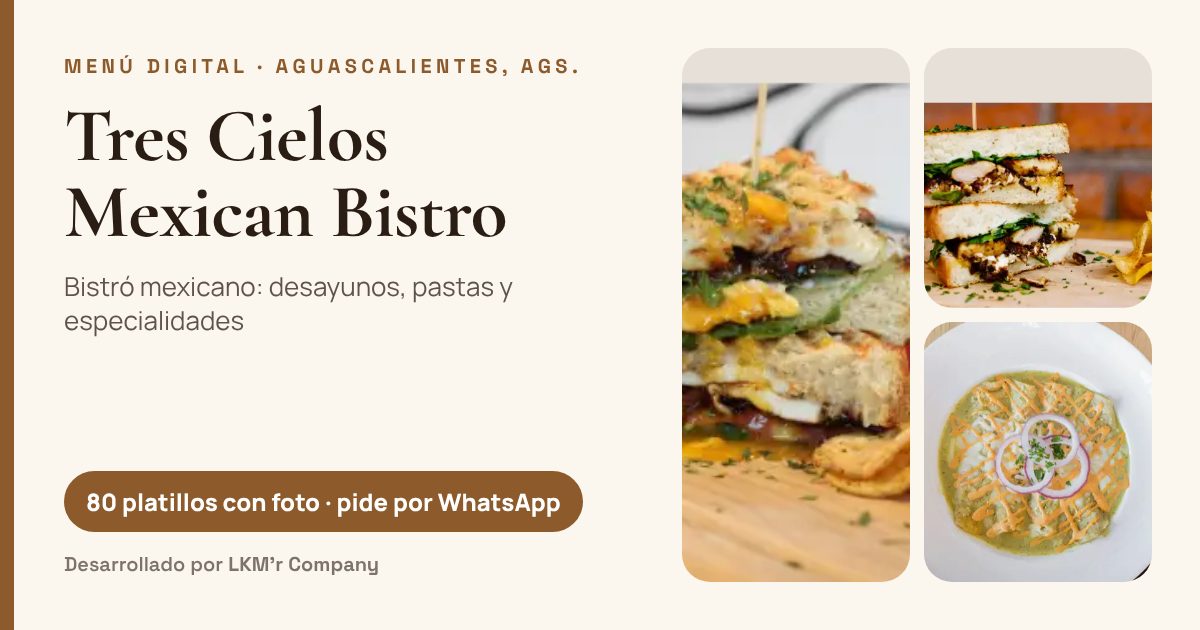 MENÚ DIGITAL · AGUASCALIENTES, AGS.
Tres Cielos
Mexican Bistro
Bistró mexicano: desayunos, pastas y
especialidades
80 platillos con foto · pide por WhatsApp
Desarrollado por LKM’r Company